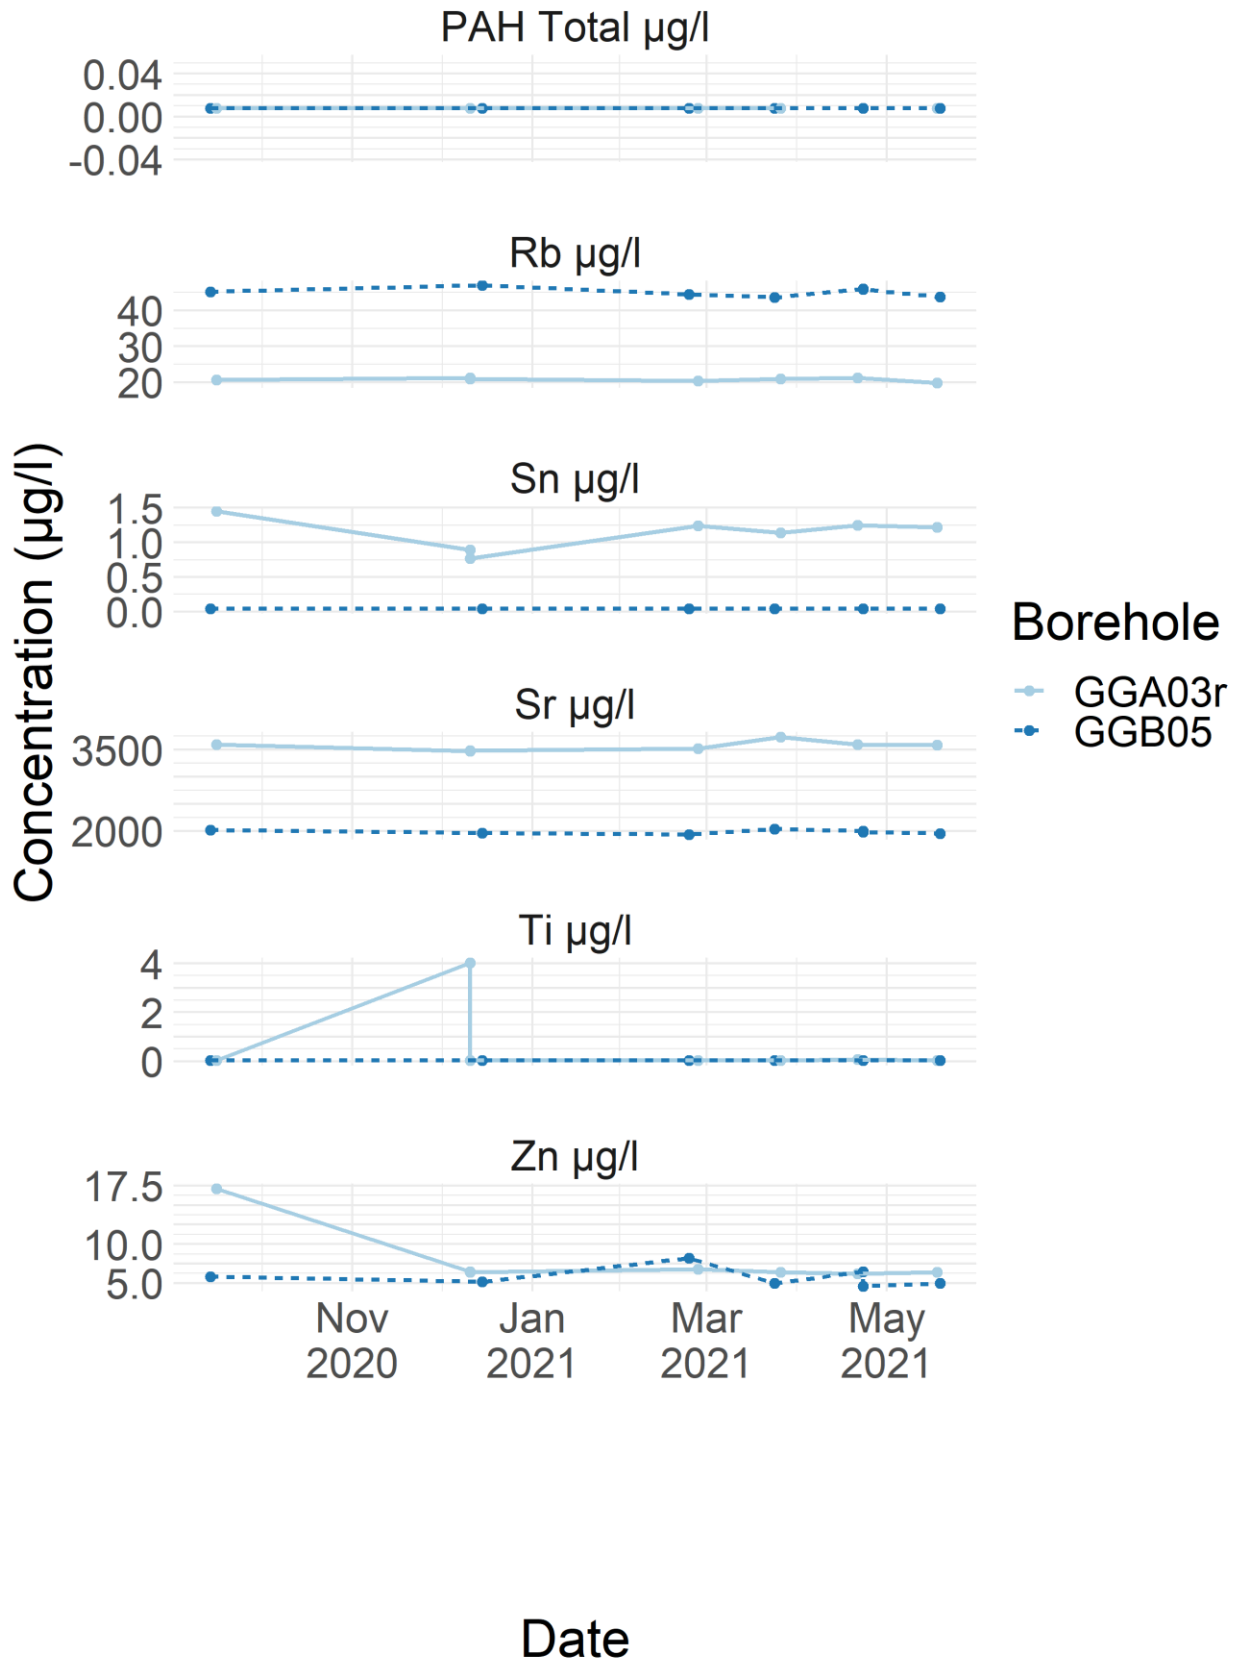 PAH Total µg/l
0.04
0.00
-0.04
Rb µg/l
40
30
20
Sn µg/l
1.5
1.0
0.5
0.0
Sr µg/l
3500
2000
Ti µg/l
4
2
0
Zn µg/l
17.5
10.0
5.0
Nov Jan Mar May
2020 2021 2021 2021
Date
Concentration (µg/l)
Borehole
GGA03r
GGB05